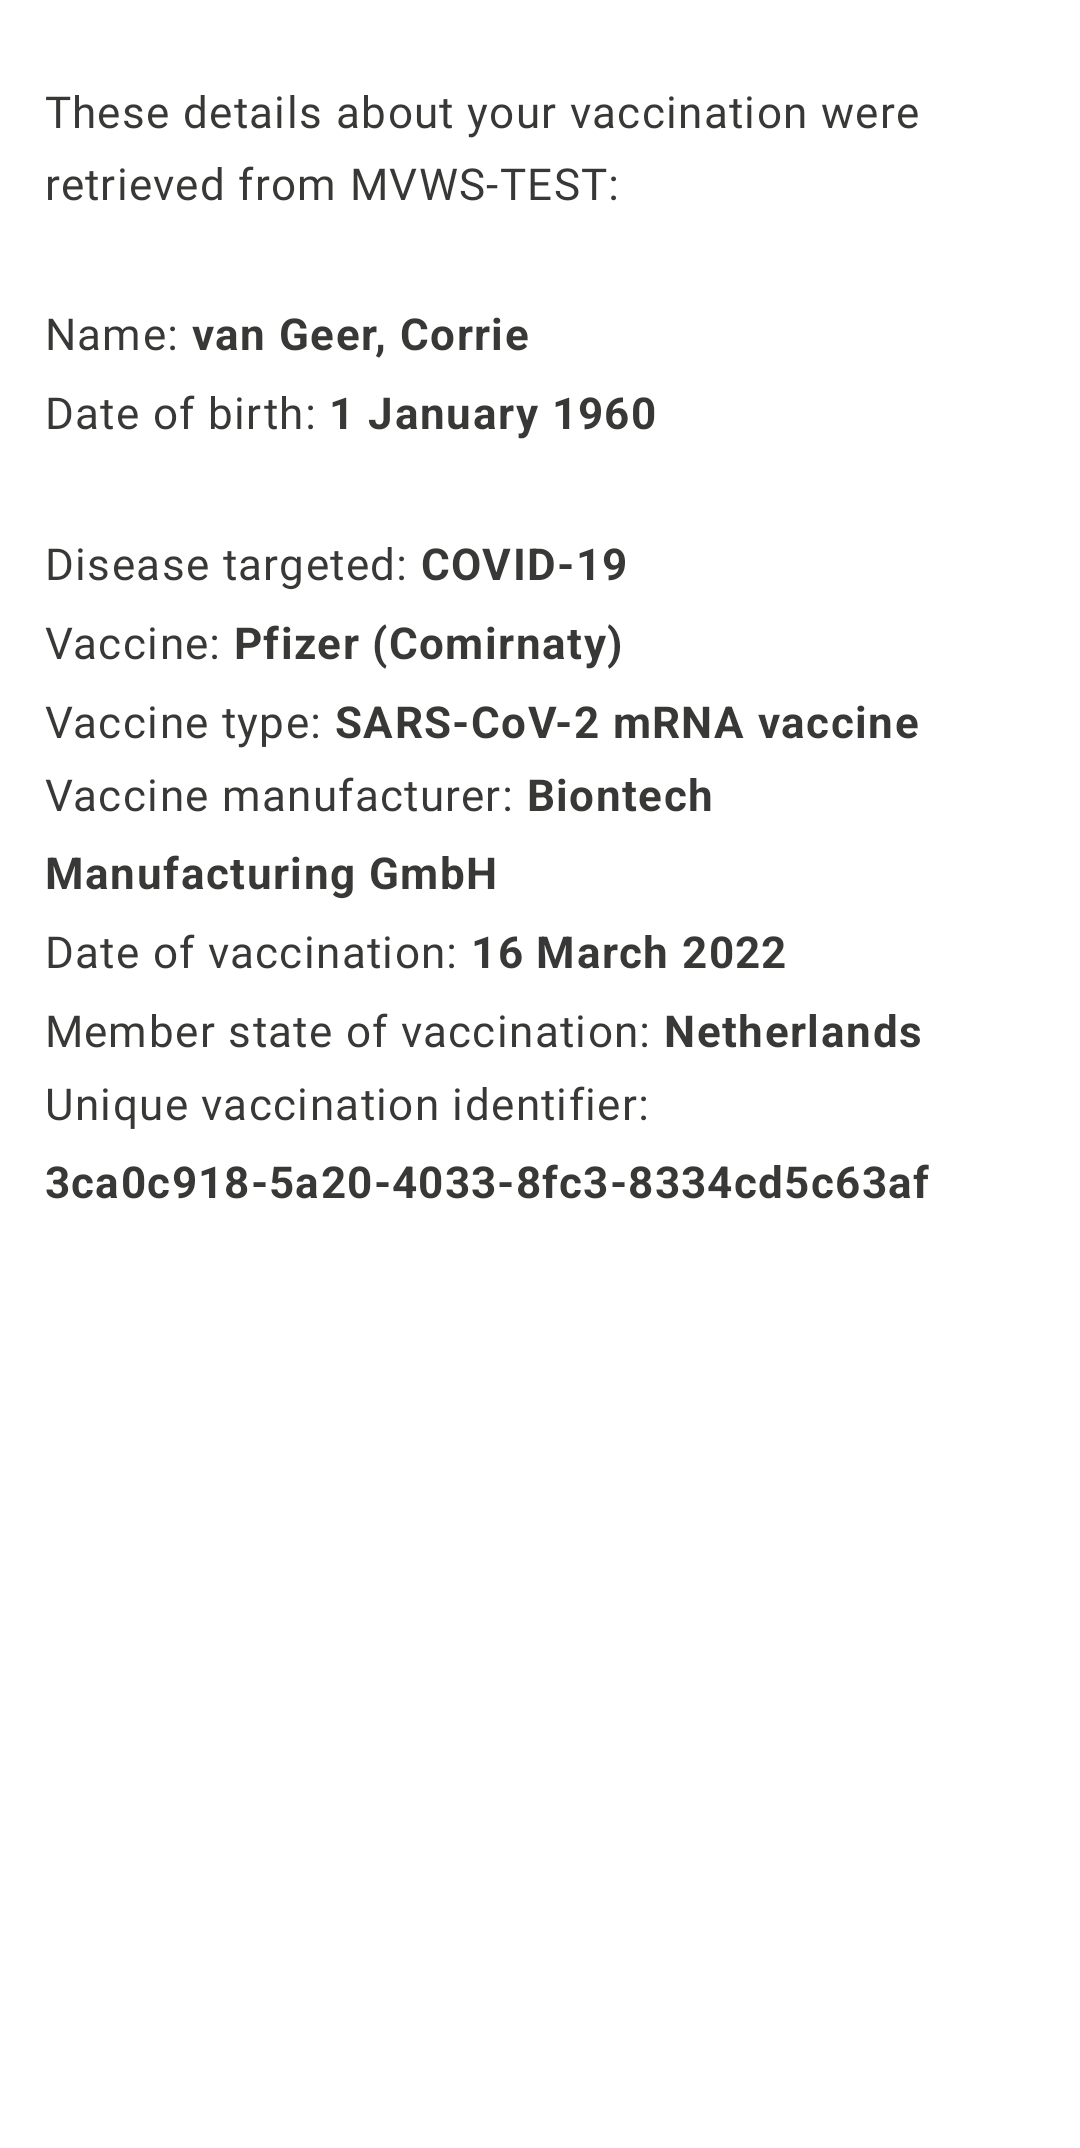 These details about your vaccination were
retrieved from MVWS-TEST:
Name: van Geer, Corrie
Date of birth: 1 January 1960
Disease targeted: COVID-19
Vaccine: Pfizer (Comirnaty)
Vaccine type: SARS-CoV-2 mRNA vaccine
Vaccine manufacturer: Biontech
Manufacturing GmbH
Date of vaccination: 16 March 2022
Member state of vaccination: Netherlands
Unique vaccination identifier:
3ca0c918-5a20-4033-8fc3-8334cd5c63af